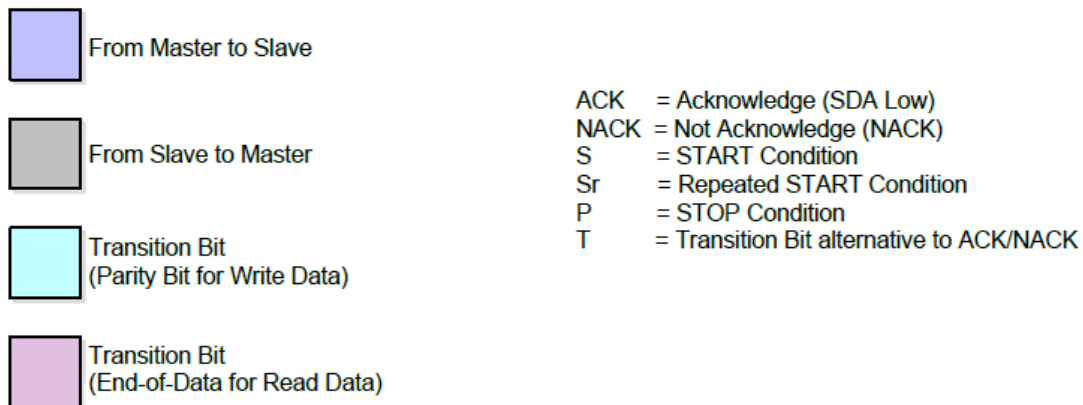 From Master to Slave
From Slave to Master
Transition Bit
(Parity Bit for Write Data)
Transition Bit
(End-of-Data for Read Data)
ACK = Acknowledge (SDA Low)
NACK = Not Acknowledge (NACK)
S = START Condition
Sr = Repeated START Condition
P = STOP Condition
T = Transition Bit alternative to ACK/NACK